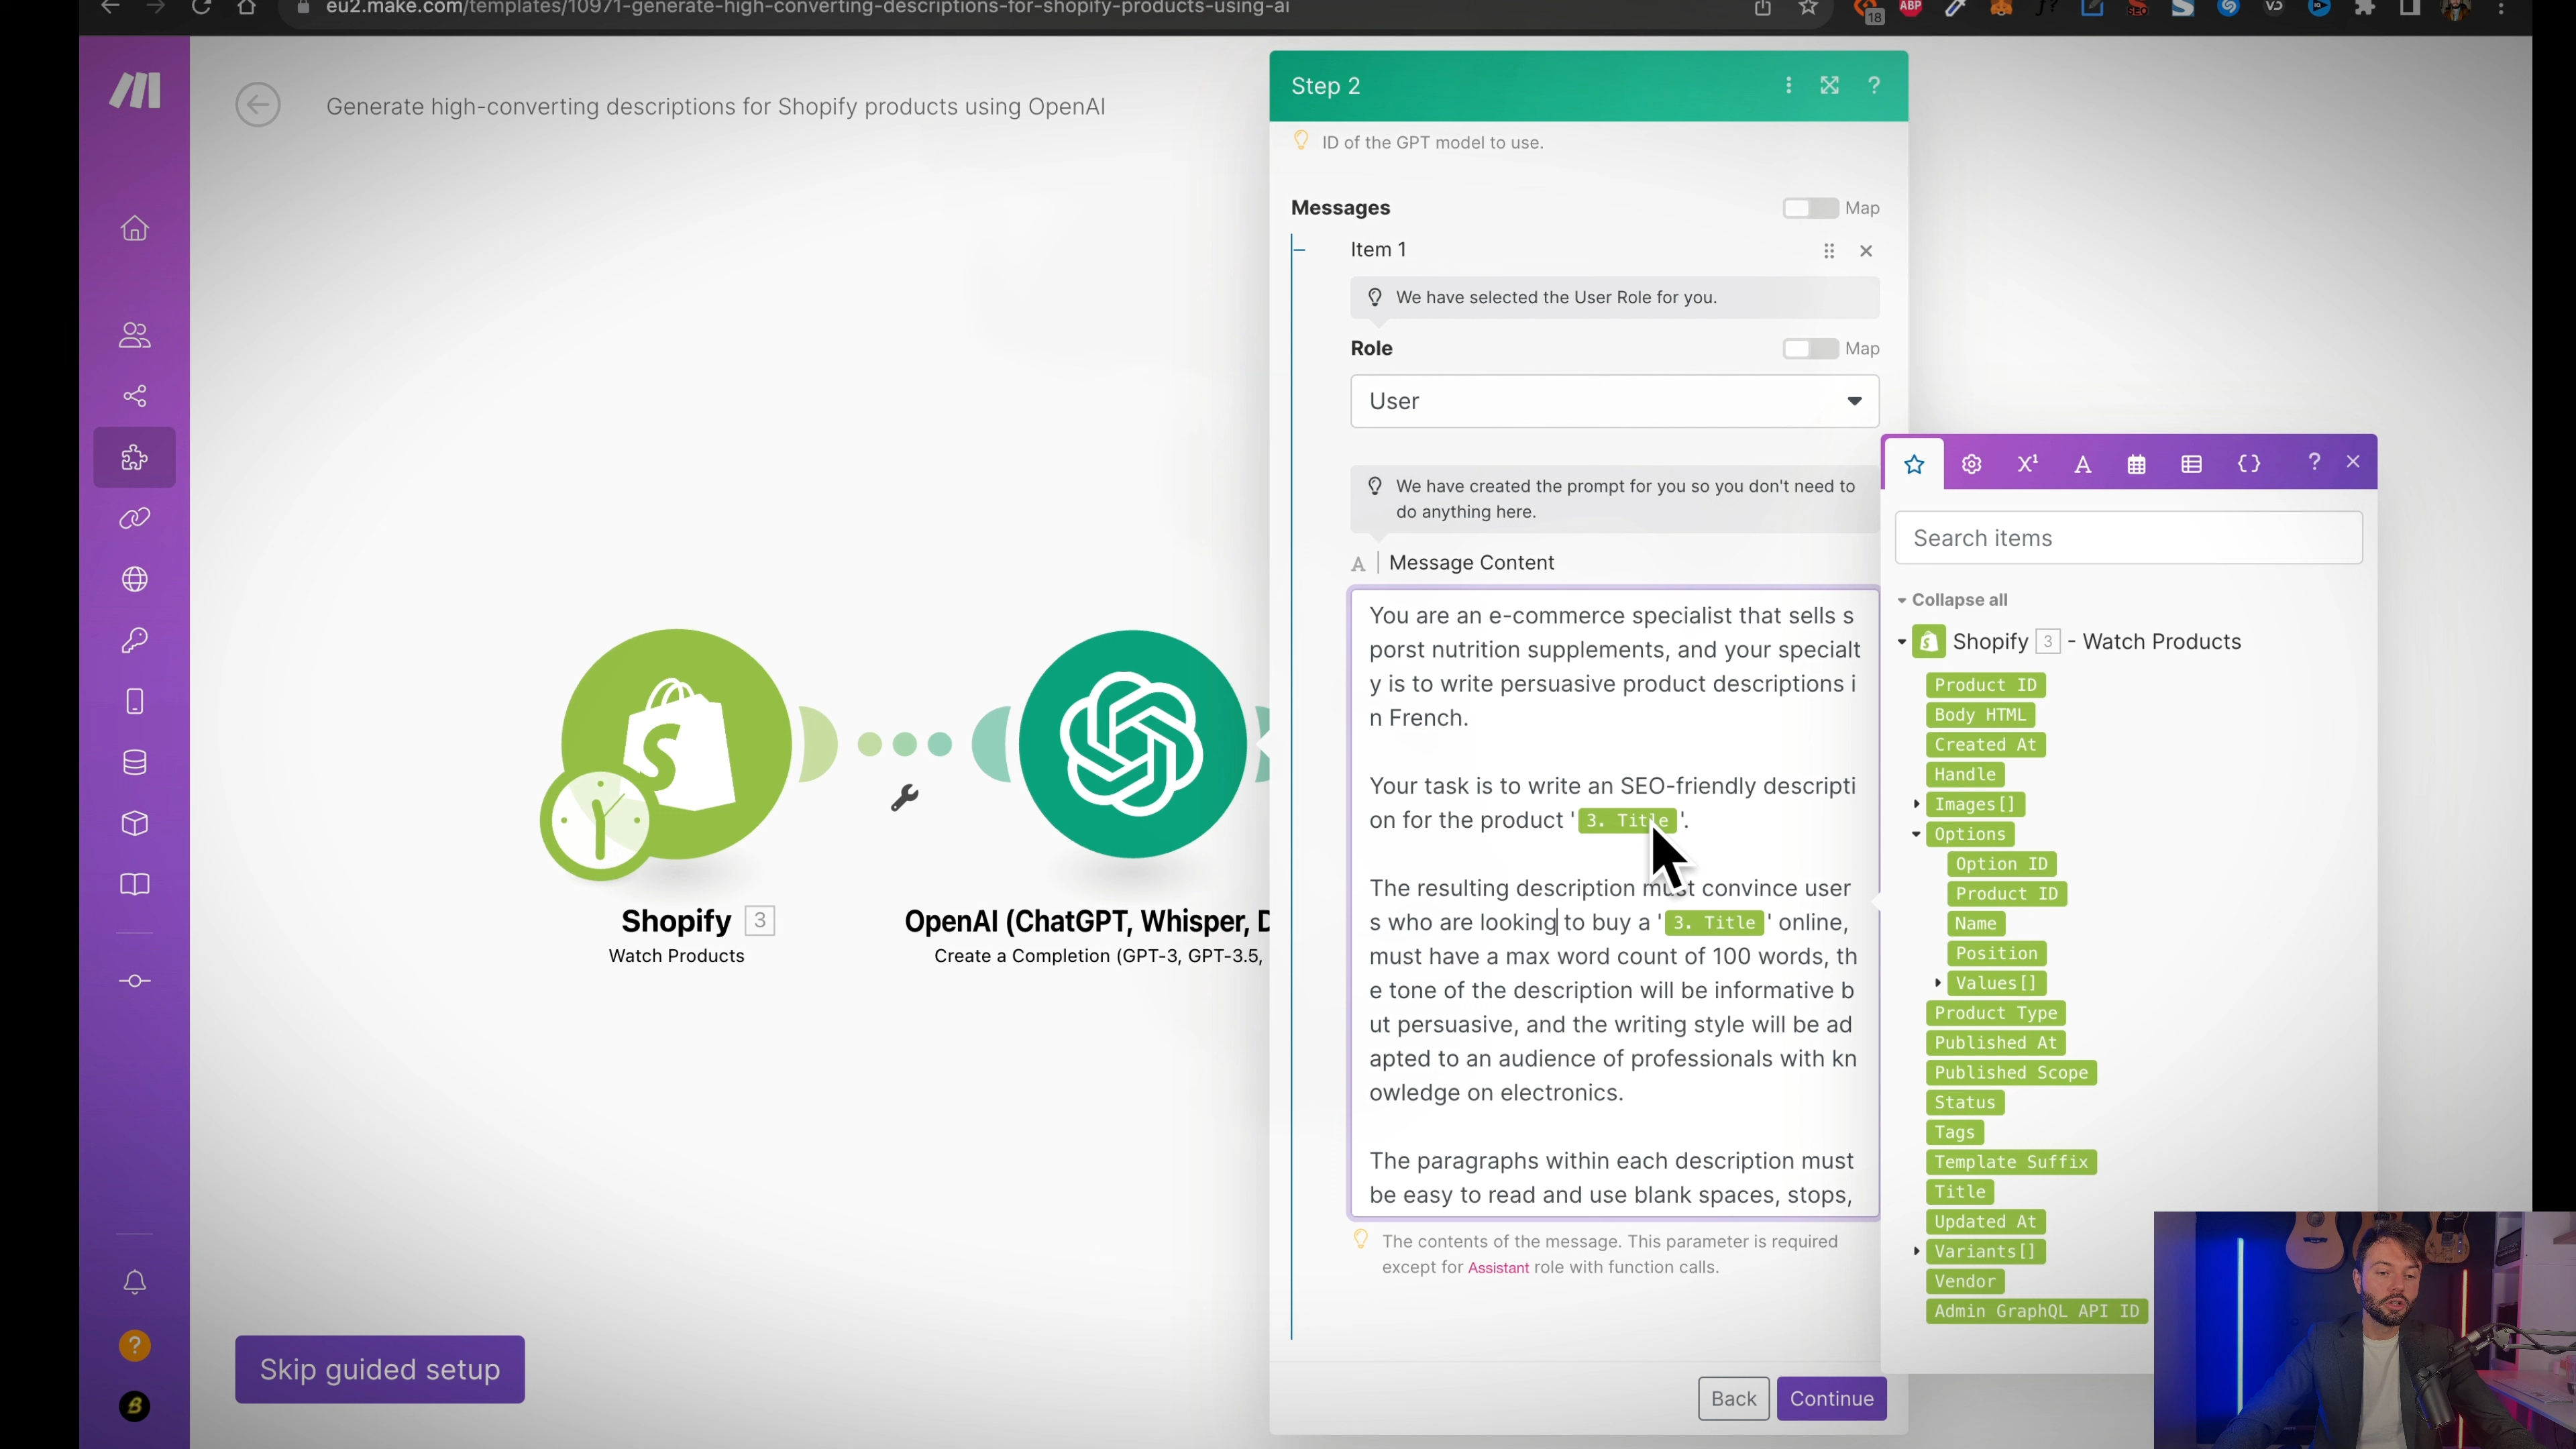 eu2.make.com/templates/10971-generate-high-converting-descriptions-for-shopify-products-using-ai
18
ABP
SEO
Generate high-converting descriptions for Shopify products using OpenAI
Step 2
?
ID of the GPT model to use.
Messages
Map
Item 1
We have selected the User Role for you.
Role
Map
User
We have created the prompt for you so you don't need to
do anything here.
A
Message Content
You are an e-commerce specialist that sells s
porst nutrition supplements, and your specialt
y is to write persuasive product descriptions i
n French.
Your task is to write an SEO-friendly descripti
on for the product '3. Title'.
The resulting description must convince user
s who are looking to buy a '3. Title' online,
must have a max word count of 100 words, th
e tone of the description will be informative b
ut persuasive, and the writing style will be ad
apted to an audience of professionals with kn
owledge on electronics.
The paragraphs within each description must
be easy to read and use blank spaces, stops,
The contents of the message. This parameter is required
except for Assistant role with function calls.
Back
Continue
Shopify 3
Watch Products
OpenAI (ChatGPT, Whisper, D
Create a Completion (GPT-3, GPT-3.5,
X¹
A
{}
?
Search items
Collapse all
Shopify 3 - Watch Products
Product ID
Body HTML
Created At
Handle
Images[]
Options
Option ID
Product ID
Name
Position
Values[]
Product Type
Published At
Published Scope
Status
Tags
Template Suffix
Title
Updated At
Variants[]
Vendor
Admin GraphQL API ID
?
Skip guided setup